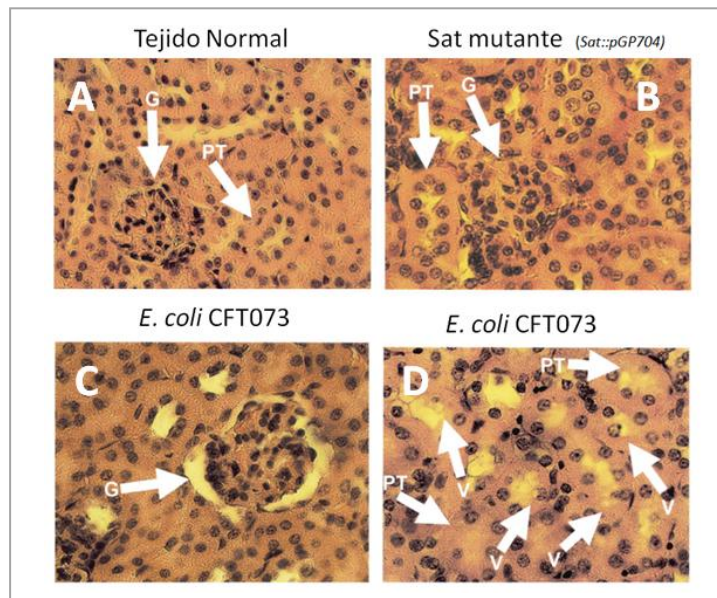 Tejido Normal
Sat mutante (Sat::pGP704)
A
G
PT
PT
G
B
E. coli CFT073
E. coli CFT073
C
G
D
PT
PT
V
V
V
V